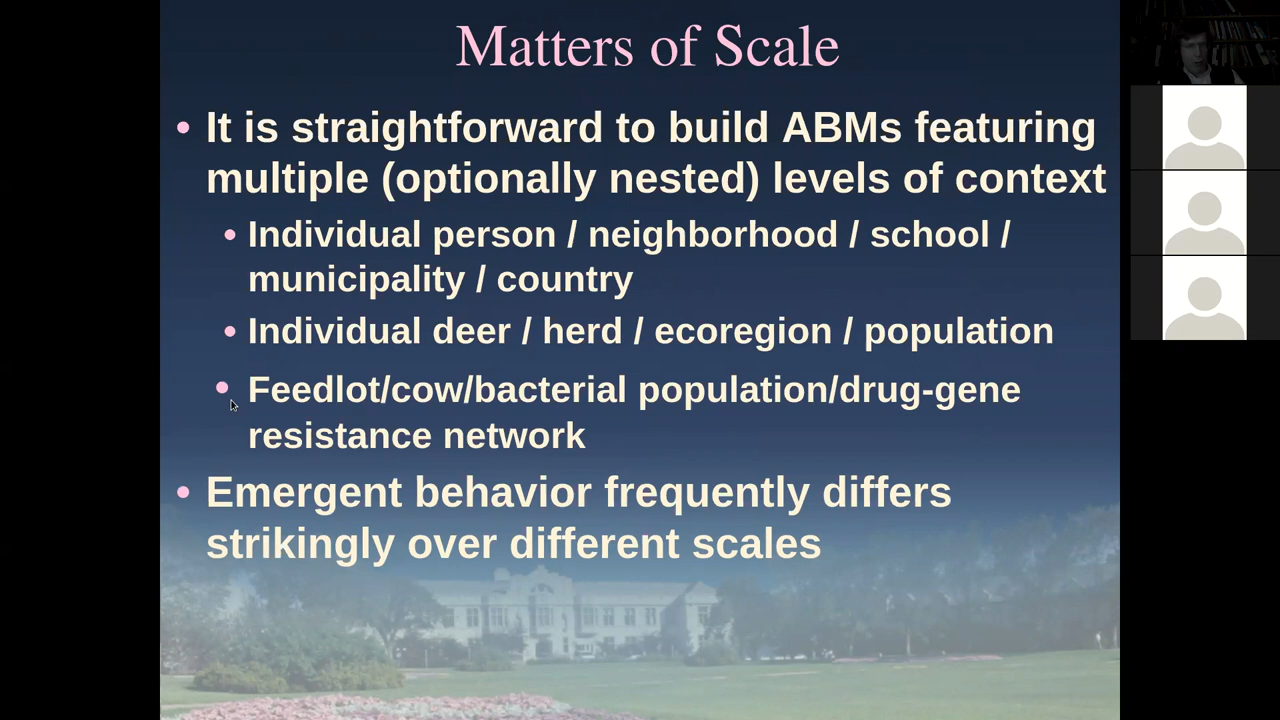 Matters of Scale
• It is straightforward to build ABMs featuring
multiple (optionally nested) levels of context
• Individual person / neighborhood / school /
municipality / country
• Individual deer / herd / ecoregion / population
• Feedlot/cow/bacterial population/drug-gene
resistance network
• Emergent behavior frequently differs
strikingly over different scales